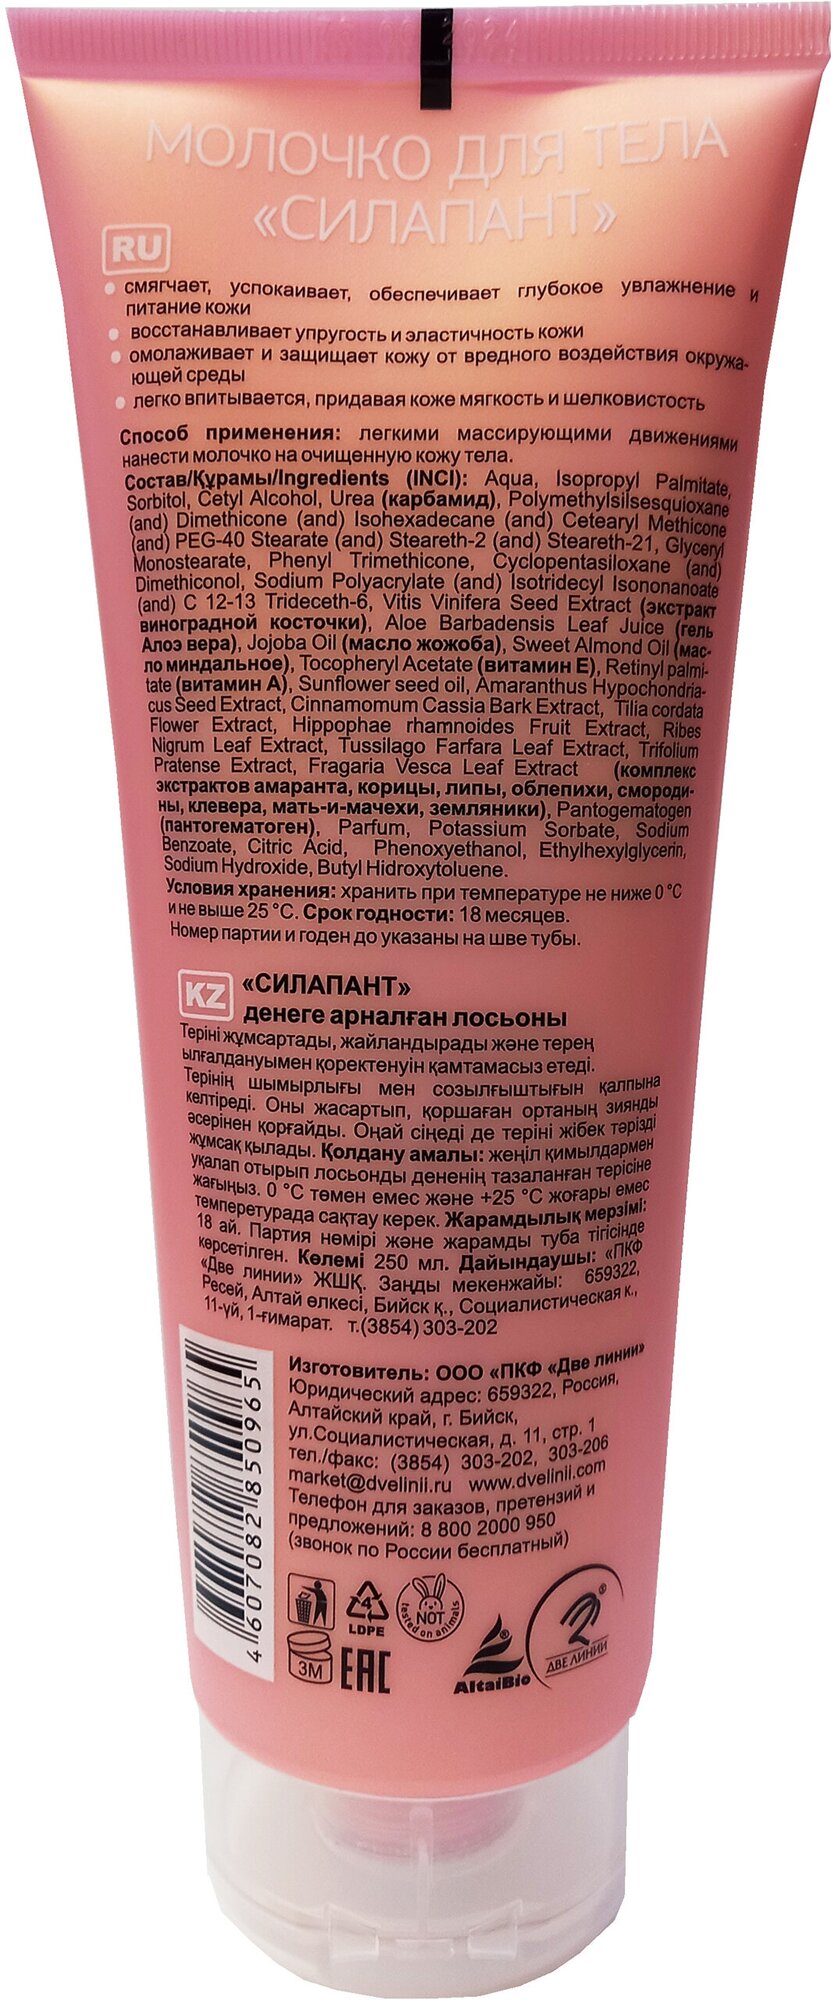 МОЛОЧКО ДЛЯ ТЕЛА
«СИЛАПАНТ»
RU
смягчает, успокаивает, обеспечивает глубокое увлажнение и
питание кожи
восстанавливает упругость и эластичность кожи
омолаживает и защищает кожу от вредного воздействия окружа-
ющей среды
легко впитывается, придавая коже мягкость и шелковистость
Способ применения: легкими массирующими движениями
нанести молочко на очищенную кожу тела.
Состав/Құрамы/Ingredients (INCI): Aqua, Isopropyl Palmitate,
Sorbitol, Cetyl Alcohol, Urea (карбамид), Polymethylsilsesquioxane
(and) Dimethicone (and) Isohexadecane (and) Cetearyl Methicone
(and) PEG-40 Stearate (and) Steareth-2 (and) Steareth-21, Glyceryl
Monostearate, Phenyl Trimethicone, Cyclopentasiloxane (and)
Dimethiconol, Sodium Polyacrylate (and) Isotridecyl Isononanoate
(and) C 12-13 Trideceth-6, Vitis Vinifera Seed Extract (экстракт
виноградной косточки), Aloe Barbadensis Leaf Juice (гель
Алоэ вера), Jojoba Oil (масло жожоба), Sweet Almond Oil (мас-
ло миндальное), Tocopheryl Acetate (витамин Е), Retinyl palmi-
tate (витамин А), Sunflower seed oil, Amaranthus Hypochondria-
cus Seed Extract, Cinnamomum Cassia Bark Extract, Tilia cordata
Flower Extract, Hippophae rhamnoides Fruit Extract, Ribes
Nigrum Leaf Extract, Tussilago Farfara Leaf Extract, Trifolium
Pratense Extract, Fragaria Vesca Leaf Extract (комплекс
экстрактов амаранта, корицы, липы, облепихи, смороди-
ны, клевера, мать-и-мачехи, земляники), Pantogematogen
(пантогематоген), Parfum, Potassium Sorbate, Sodium
Benzoate, Citric Acid, Phenoxyethanol, Ethylhexylglycerin,
Sodium Hydroxide, Butyl Hidroxytoluene.
Условия хранения: хранить при температуре не ниже 0 °С
и не выше 25 °С. Срок годности: 18 месяцев.
Номер партии и годен до указаны на шве тубы.
KZ
«СИЛАПАНТ»
денеге арналған лосьоны
Теріні жұмсартады, жайландырады және терең
ылғалдануымен қоректенуін қамтамасыз етеді.
Терінің шымырлығы мен созылғыштығын қалпына
келтіреді. Оны жасартып, қоршаған ортаның зиянды
әсерінен қорғайды. Оңай сіңеді де теріні жібек тәрізді
жұмсақ қылады. Қолдану амалы: жеңіл қимылдармен
уқалап отырып лосьонды дененің тазаланған терісіне
жағыңыз. 0 °С төмен емес және +25 °С жоғары емес
температурада сақтау керек. Жарамдылық мерзімі:
18 ай. Партия нөмірі және жарамды туба тігісінде
көрсетілген. Көлемі 250 мл. Дайындаушы: «ПКФ
«Две линии» ЖШҚ. Заңды мекенжайы: 659322,
Ресей, Алтай өлкесі, Бийск қ., Социалистическая к.,
11-үй, 1-ғимарат. т.(3854) 303-202
4607082850965
Изготовитель: ООО «ПКФ «Две линии»
Юридический адрес: 659322, Россия,
Алтайский край, г. Бийск,
ул.Социалистическая, д. 11, стр. 1
тел./факс: (3854) 303-202, 303-206
market@dvelinii.ru www.dvelinii.com
Телефон для заказов, претензий и
предложений: 8 800 2000 950
(звонок по России бесплатный)
4
LDPE
NOT
tested on animals
3М
EAC
AltaiBio
®
ДВЕ ЛИНИИ